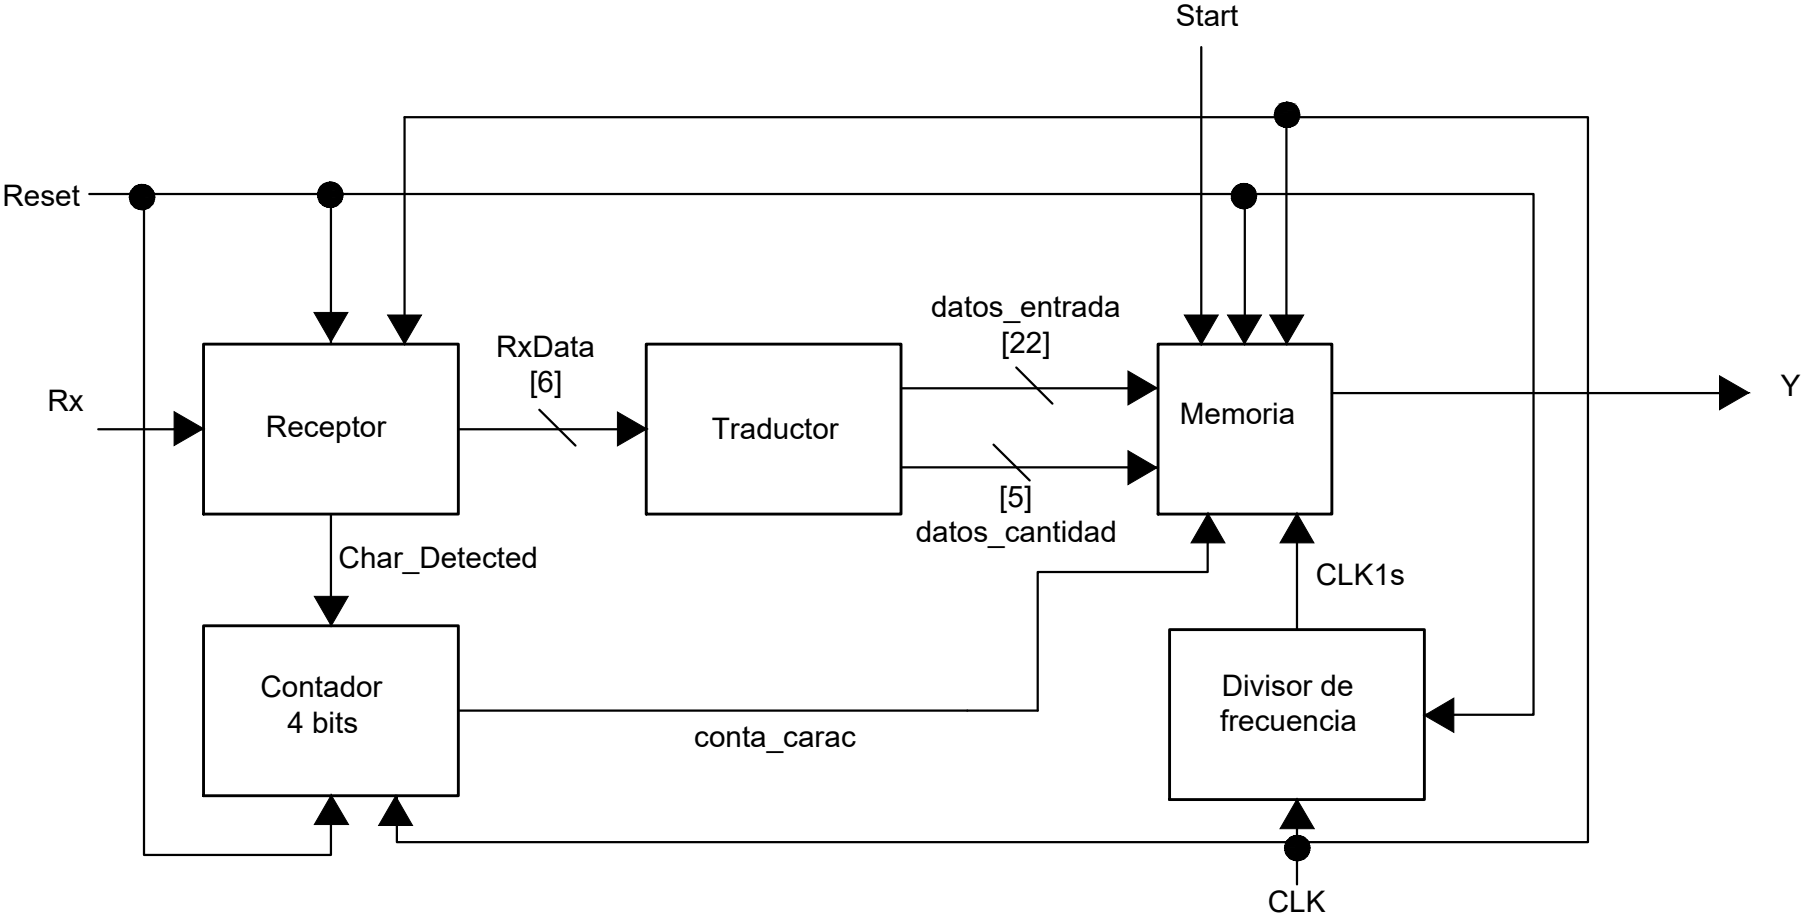 Start
Reset
datos_entrada
[22]
RxData
[6]
Rx
Receptor
Traductor
Memoria
Y
[5]
datos_cantidad
Char_Detected
CLK1s
Contador
4 bits
conta_carac
Divisor de
frecuencia
CLK